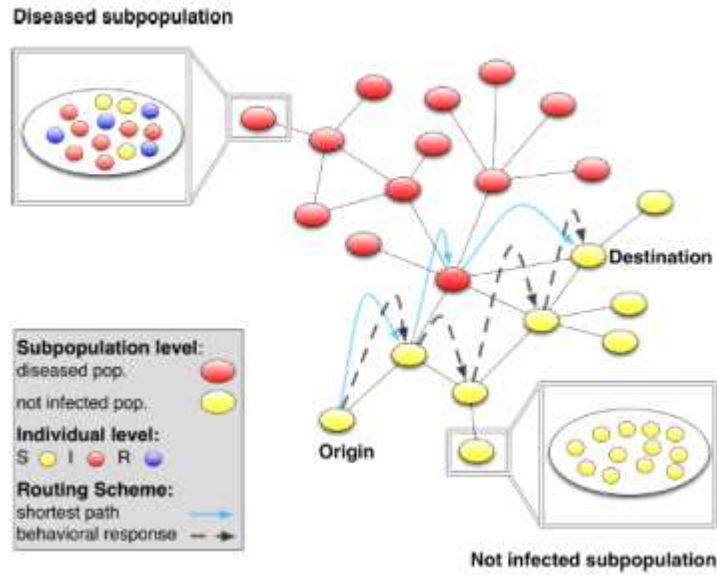 Diseased subpopulation
Destination
Origin
Subpopulation level:
diseased pop.
not infected pop.
Individual level:
S I R
Routing Scheme:
shortest path
behavioral response
Not infected subpopulation